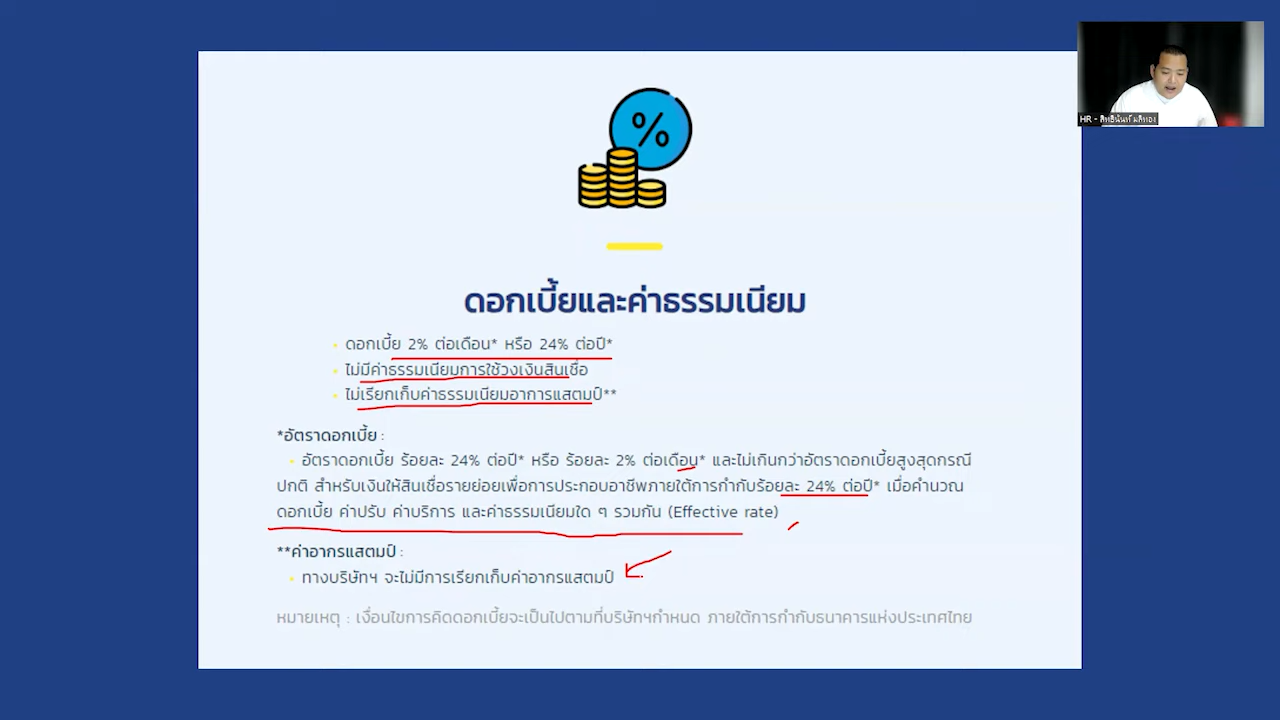 HR - สิทธินันท์ มลิทอง
%
ดอกเบี้ยและค่าธรรมเนียม
ดอกเบี้ย 2% ต่อเดือน* หรือ 24% ต่อปี*
ไม่มีค่าธรรมเนียมการใช้วงเงินสินเชื่อ
ไม่เรียกเก็บค่าธรรมเนียมอาการแสตมป์**
*อัตราดอกเบี้ย :
อัตราดอกเบี้ย ร้อยละ 24% ต่อปี* หรือ ร้อยละ 2% ต่อเดือน* และไม่เกินกว่าอัตราดอกเบี้ยสูงสุดกรณี
ปกติ สำหรับเงินให้สินเชื่อรายย่อยเพื่อการประกอบอาชีพภายใต้การกำกับร้อยละ 24% ต่อปี* เมื่อคำนวณ
ดอกเบี้ย ค่าปรับ ค่าบริการ และค่าธรรมเนียมใด ๆ รวมกัน (Effective rate)
**ค่าอากรแสตมป์ :
ทางบริษัทฯ จะไม่มีการเรียกเก็บค่าอากรแสตมป์
หมายเหตุ : เงื่อนไขการคิดดอกเบี้ยจะเป็นไปตามที่บริษัทฯกำหนด ภายใต้การกำกับธนาคารแห่งประเทศไทย